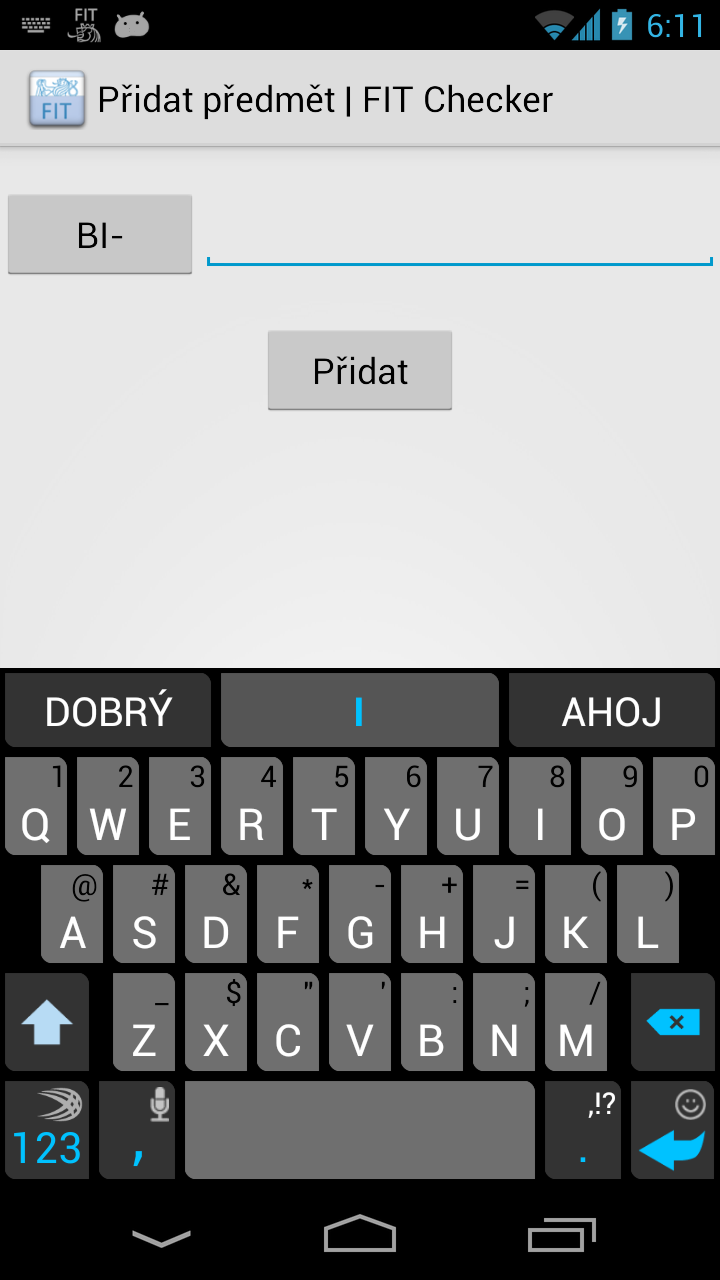 FIT 6:11
FIT Přidat předmět | FIT Checker
BI-
Přidat
DOBRÝ I AHOJ
1 2 3 4 5 6 7 8 9 0
Q W E R T Y U I O P
@ # & * - + = ( )
A S D F G H J K L
_ $ " ' : ; /
Z X C V B N M
,!?
123 , .